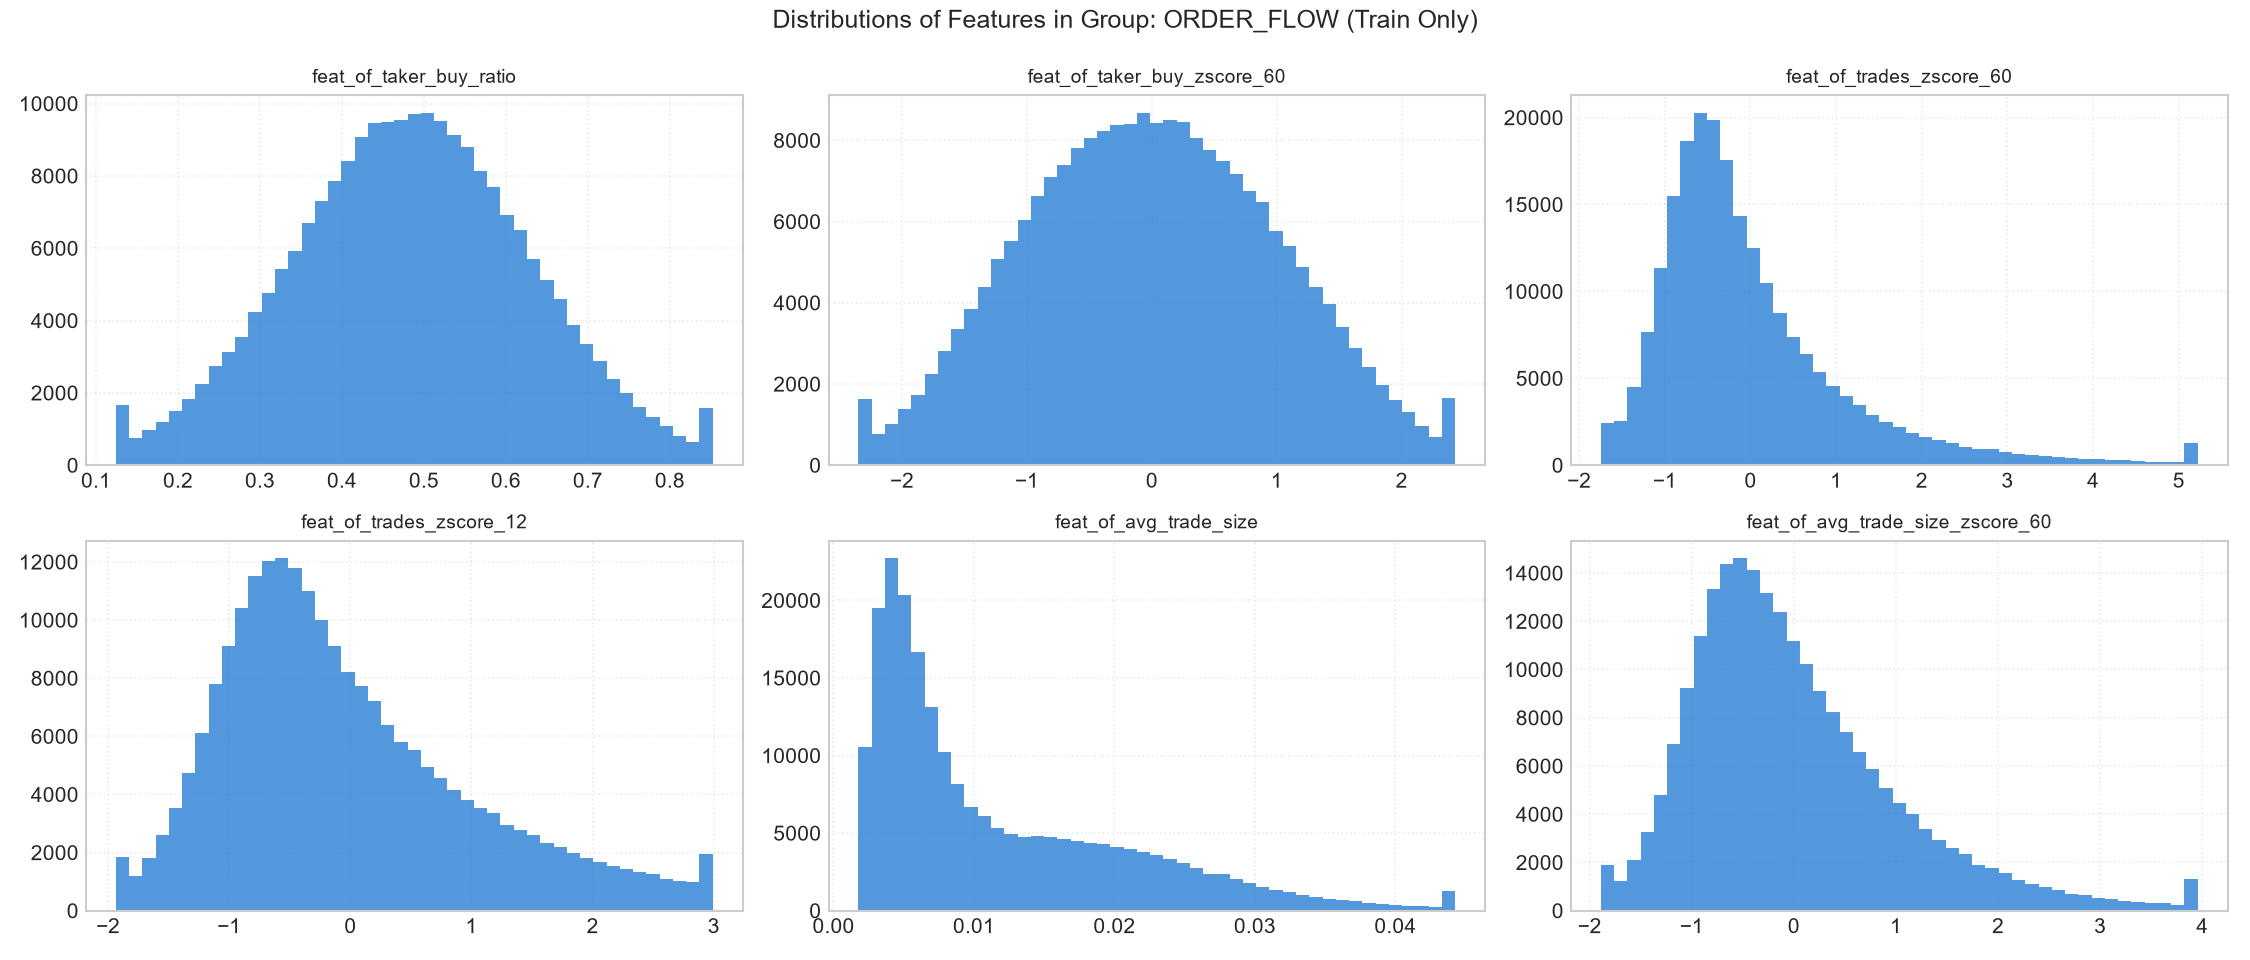 Distributions of Features in Group: ORDER_FLOW (Train Only)
feat_of_taker_buy_ratio
10000
8000
6000
4000
2000
0
0.1 0.2 0.3 0.4 0.5 0.6 0.7 0.8
feat_of_taker_buy_zscore_60
8000
6000
4000
2000
0
−2 −1 0 1 2
feat_of_trades_zscore_60
20000
15000
10000
5000
0
−2 −1 0 1 2 3 4 5
feat_of_trades_zscore_12
12000
10000
8000
6000
4000
2000
0
−2 −1 0 1 2 3
feat_of_avg_trade_size
20000
15000
10000
5000
0
0.00 0.01 0.02 0.03 0.04
feat_of_avg_trade_size_zscore_60
14000
12000
10000
8000
6000
4000
2000
0
−2 −1 0 1 2 3 4